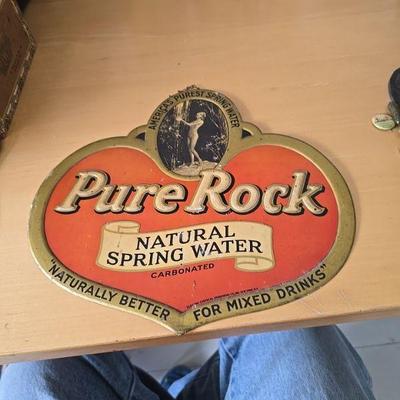 AMERICA'S PUREST SPRING WATER
Pure Rock
NATURAL
SPRING WATER
CARBONATED
"NATURALLY BETTER FOR MIXED DRINKS"